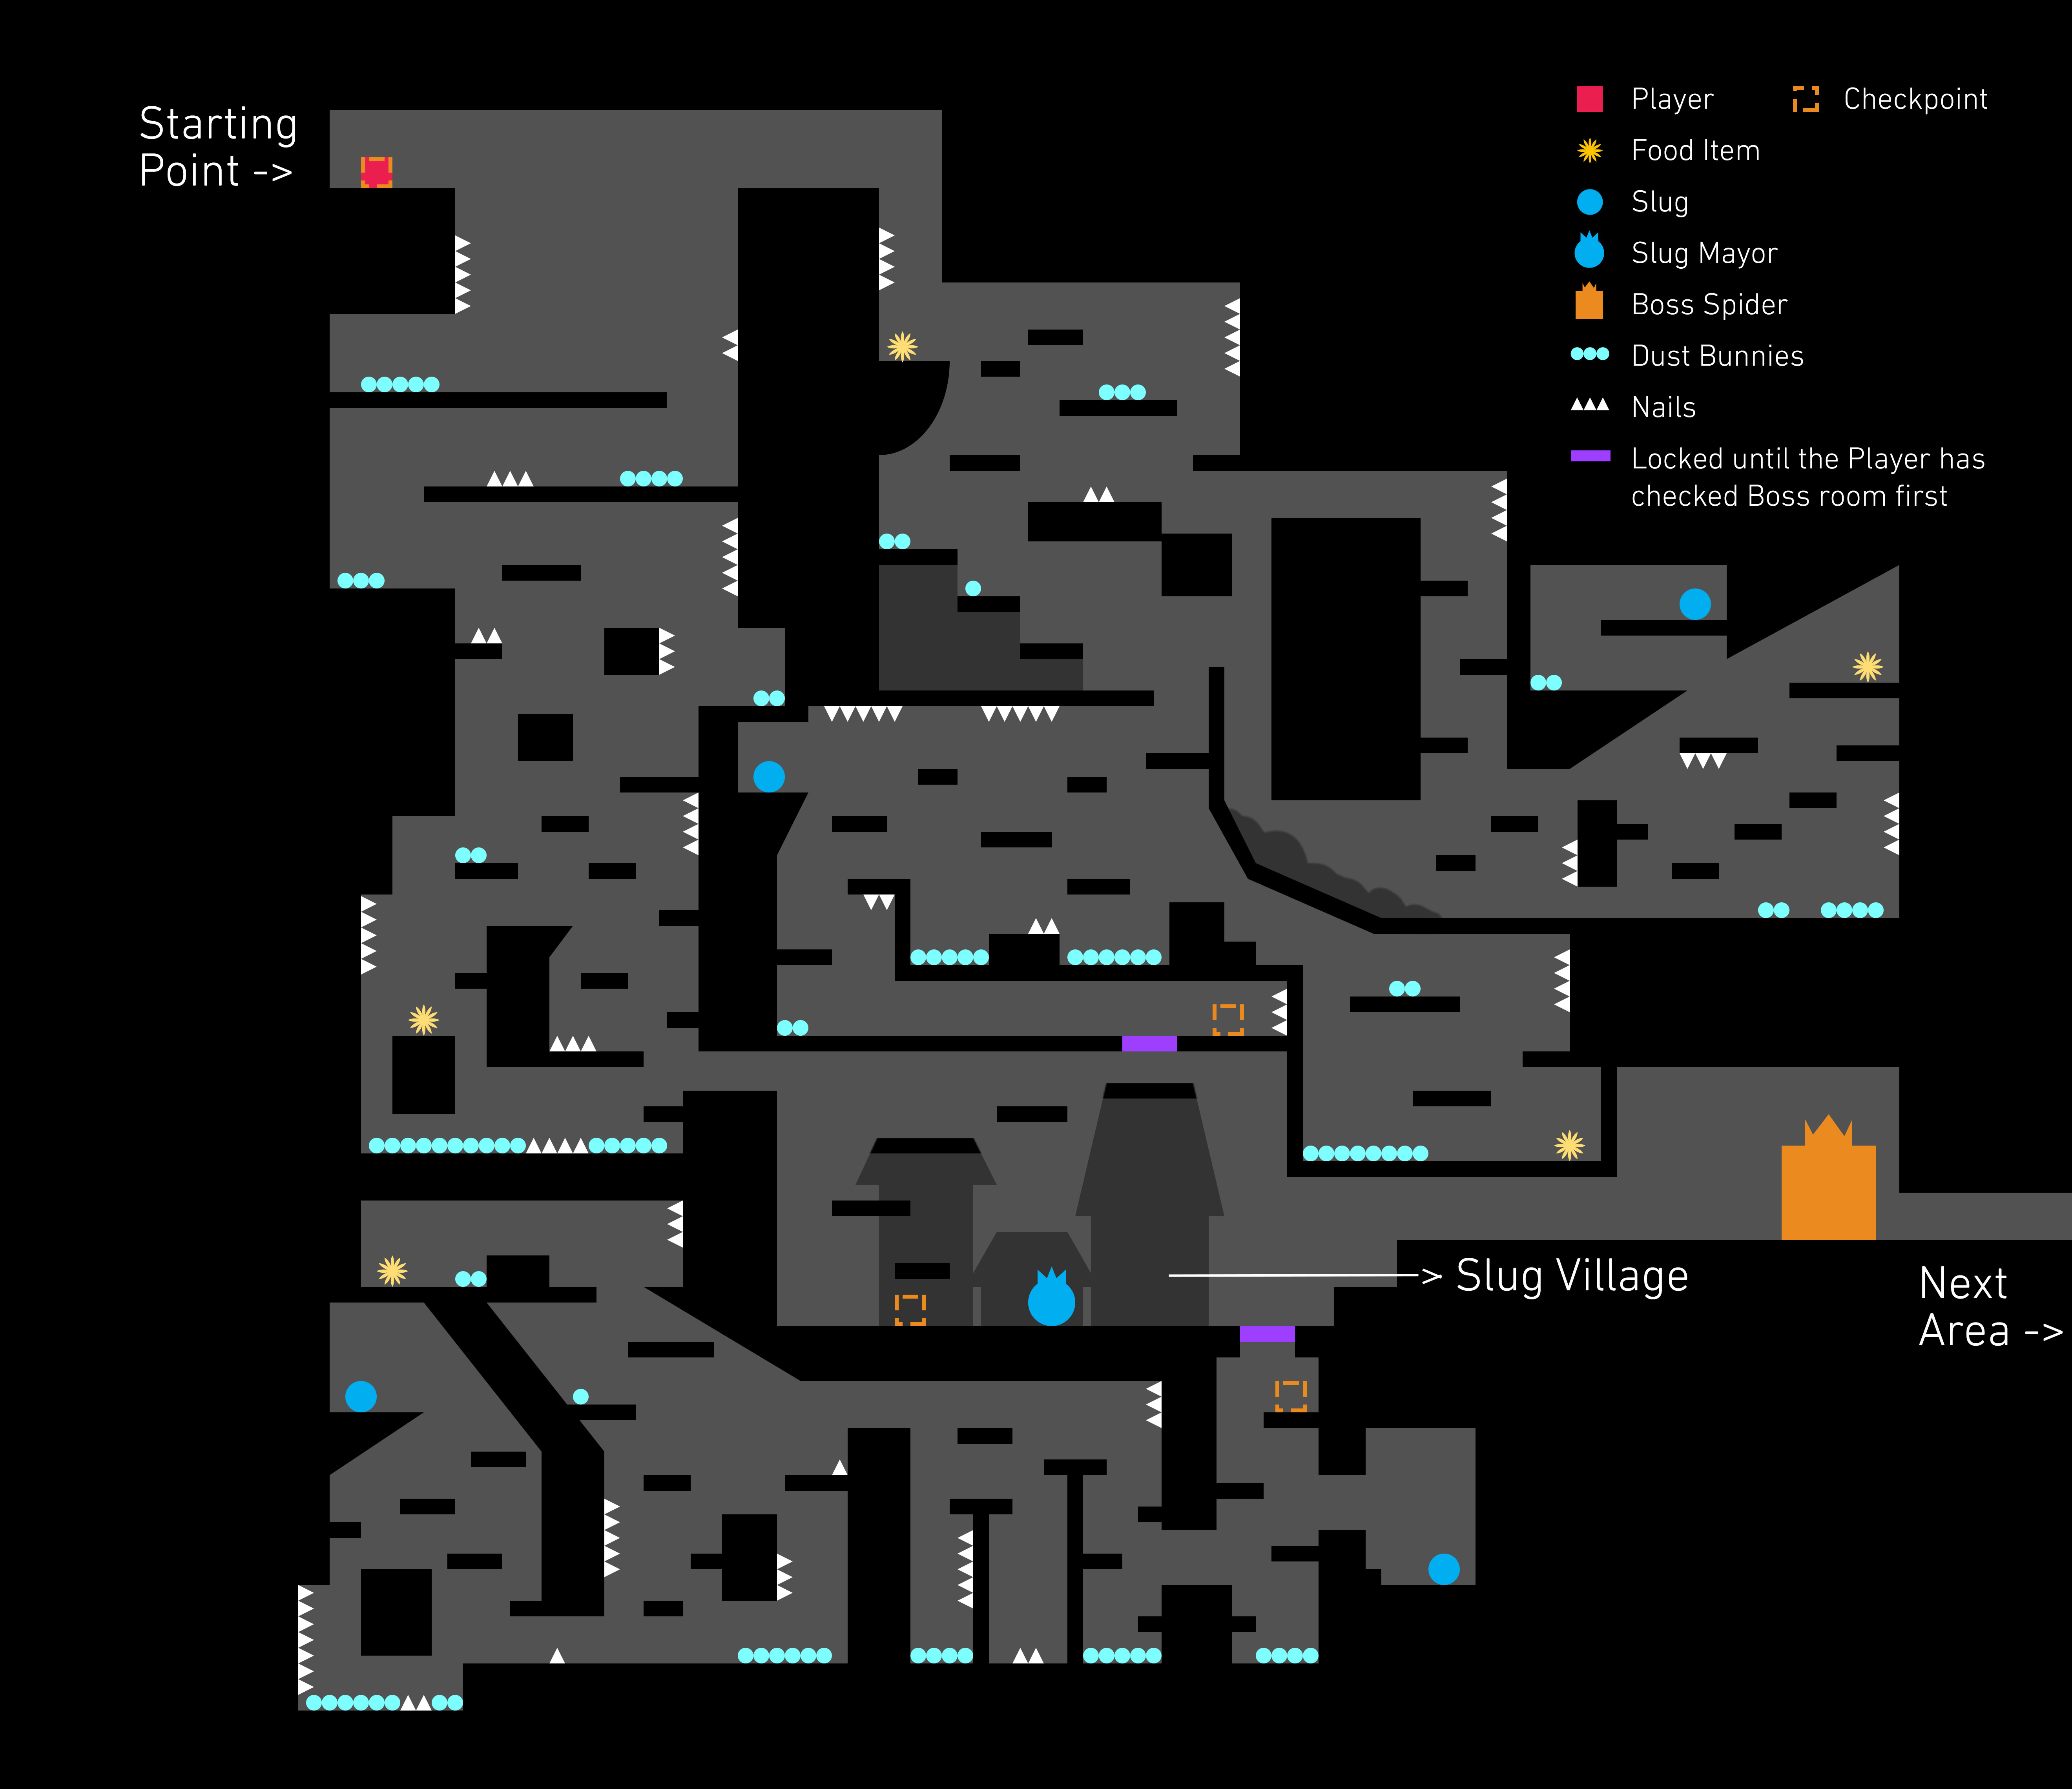 Starting
Point ->
Player
Checkpoint
Food Item
Slug
Slug Mayor
Boss Spider
Dust Bunnies
Nails
Locked until the Player has
checked Boss room first
> Slug Village
Next
Area ->